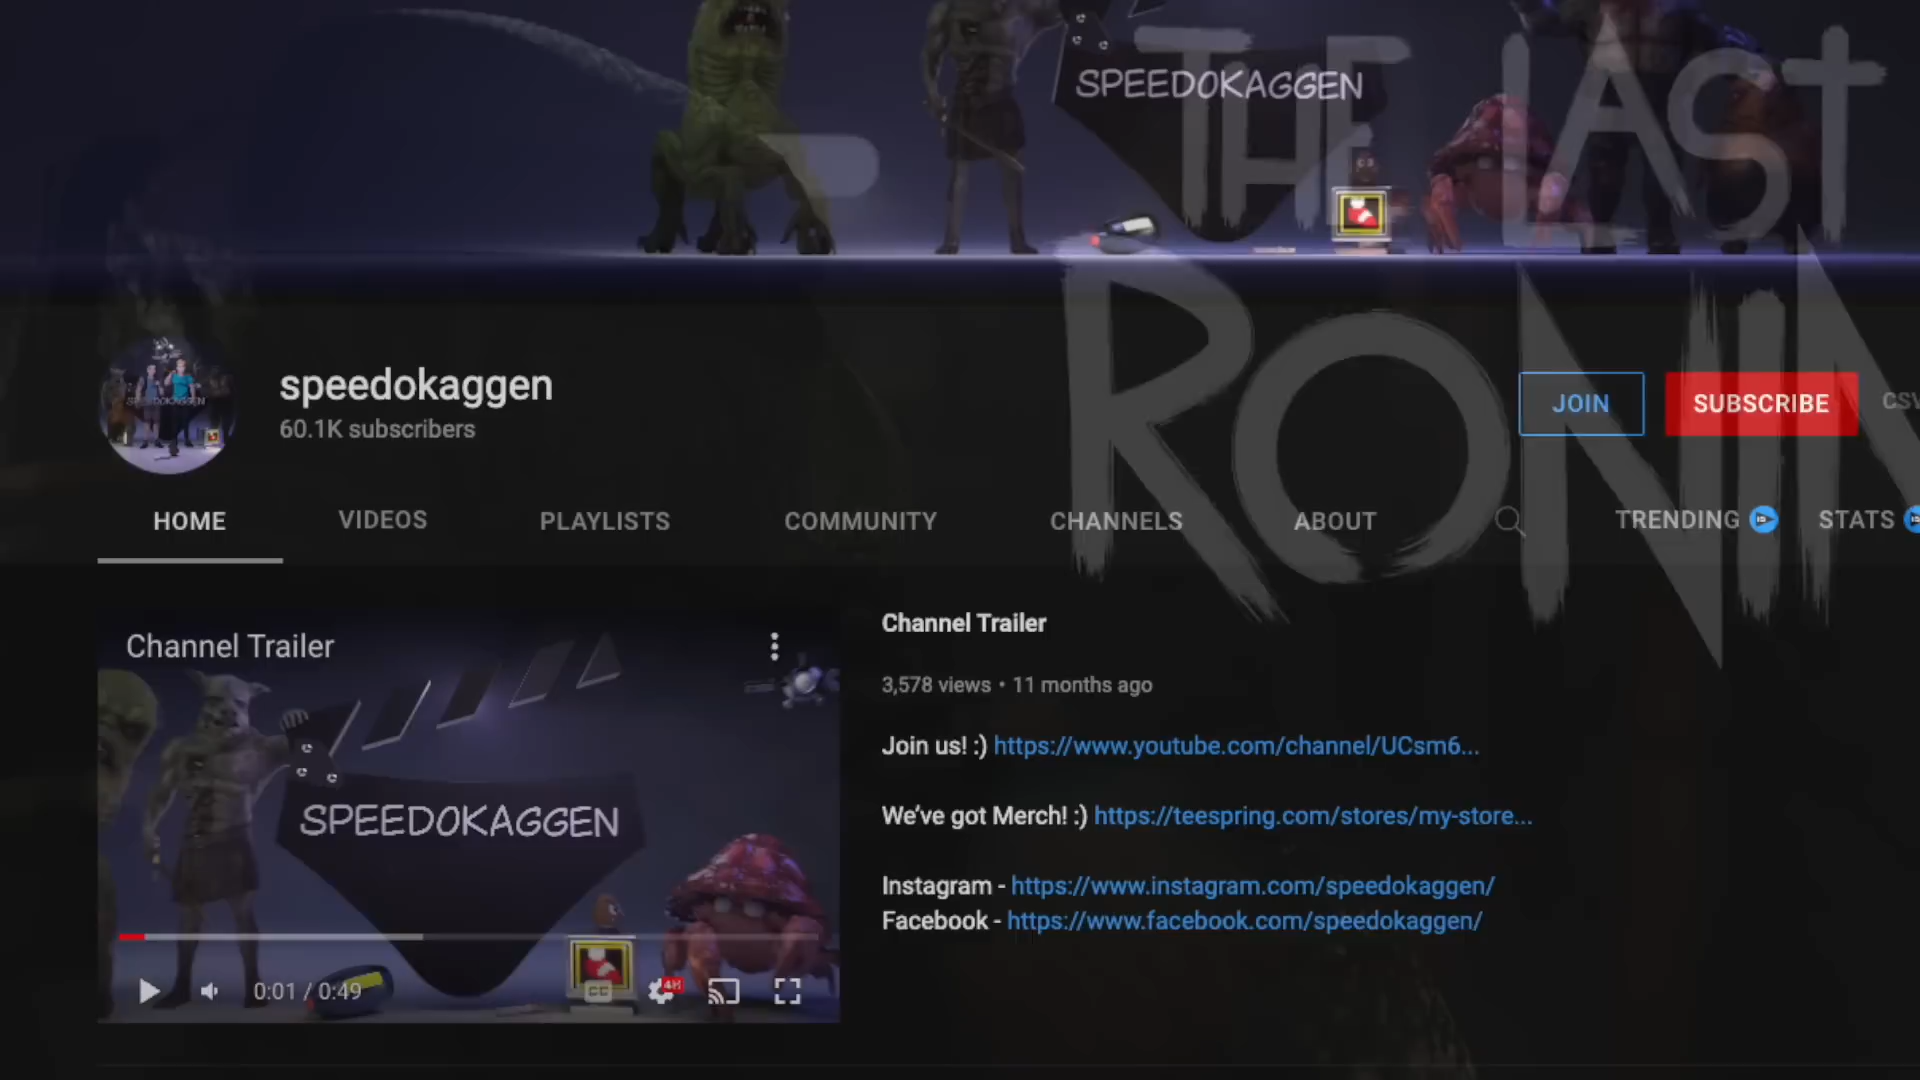 THE LAST
RONIN
SPEEDOKAGGEN
speedokaggen
60.1K subscribers
JOIN
SUBSCRIBE
HOME
VIDEOS
PLAYLISTS
COMMUNITY
CHANNELS
ABOUT
TRENDING
STATS
Channel Trailer
SPEEDOKAGGEN
0:01 / 0:49
CC
Channel Trailer
3,578 views • 11 months ago
Join us! :) https://www.youtube.com/channel/UCsm6...
We've got Merch! :) https://teespring.com/stores/my-store...
Instagram - https://www.instagram.com/speedokaggen/
Facebook - https://www.facebook.com/speedokaggen/